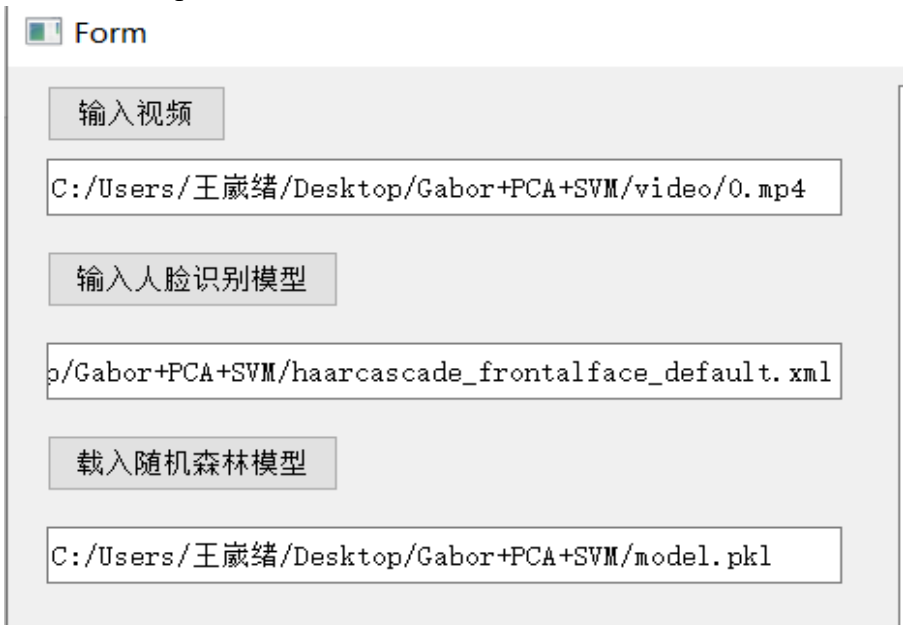 Form
输入视频
C:/Users/王崴绪/Desktop/Gabor+PCA+SVM/video/0.mp4
输入人脸识别模型
p/Gabor+PCA+SVM/haarcascade_frontalface_default.xml
载入随机森林模型
C:/Users/王崴绪/Desktop/Gabor+PCA+SVM/model.pkl